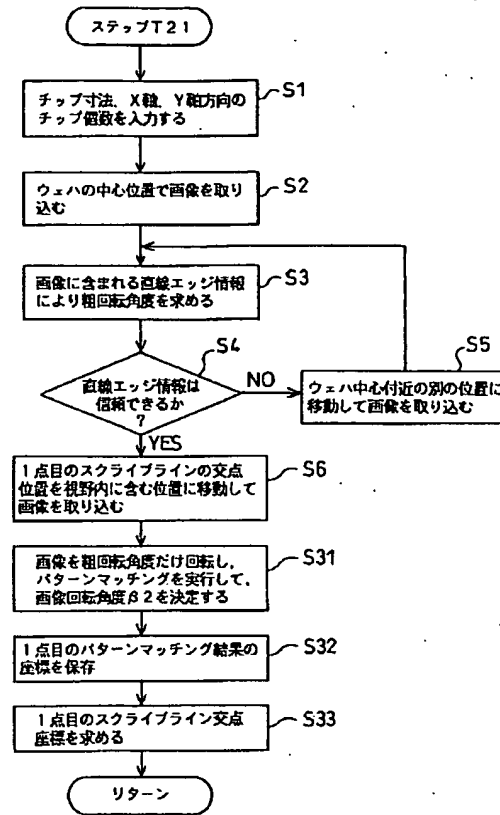 ステップT21
S1
チップ寸法、X軸、Y軸方向の
チップ個数を入力する
S2
ウェハの中心位置で画像を取り
込む
S3
画像に含まれる直線エッジ情報
により粗回転角度を求める
S4
直線エッジ情報は
信頼できるか
?
NO
YES
S5
ウェハ中心付近の別の位置に
移動して画像を取り込む
S6
1点目のスクライブラインの交点
位置を視野内に含む位置に移動して
画像を取り込む
S31
画像を粗回転角度だけ回転し、
パターンマッチングを実行して、
画像回転角度β2を決定する
S32
1点目のパターンマッチング結果の
座標を保存
S33
1点目のスクライブライン交点
座標を求める
リターン